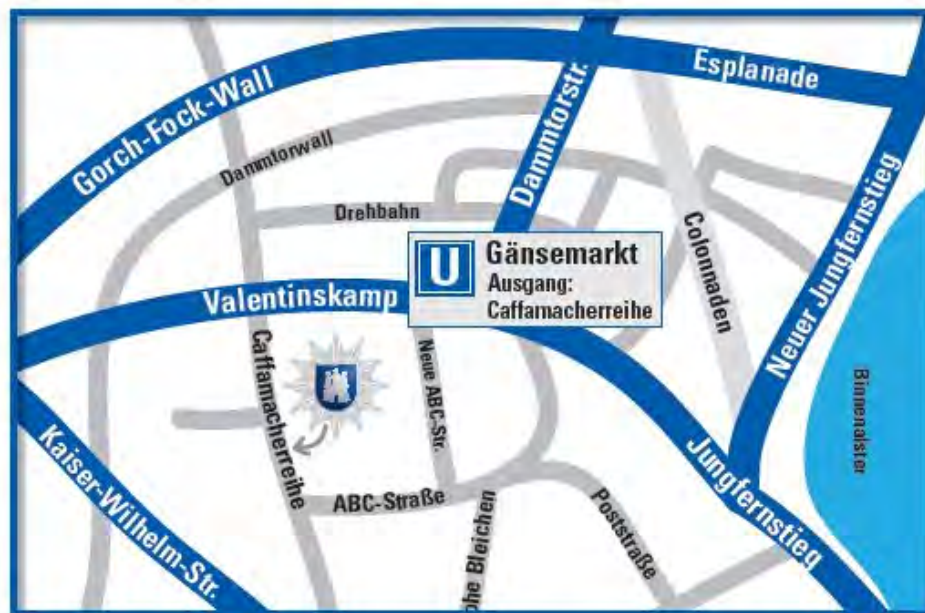 Esplanade
Gorch-Fock-Wall
Dammtorstr.
Dammtorwall
Drehbahn
Neuer Jungfernstieg
Colonnaden
U Gänsemarkt
Ausgang:
Caffamacherreihe
Valentinskamp
Caffamacherreihe
Neue ABC-Str.
Binnenalster
Kaiser-Wilhelm-Str.
ABC-Straße
Jungfernstieg
Poststraße
ohe Bleichen